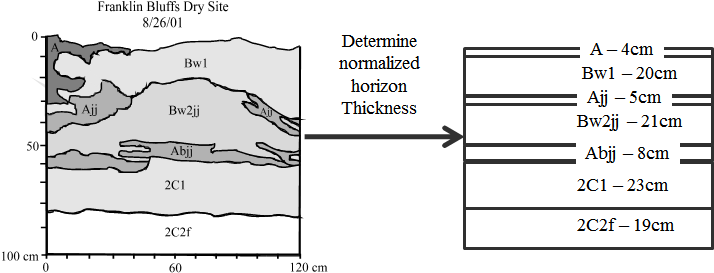 Franklin Bluffs Dry Site
8/26/01
0
50
100 cm
0
60
120 cm
A
Bw1
Ajj
Bw2jj
Ajj
Abjj
2C1
2C2f
Determine
normalized
horizon
Thickness
A – 4cm
Bw1 – 20cm
Ajj – 5cm
Bw2jj – 21cm
Abjj – 8cm
2C1 – 23cm
2C2f – 19cm